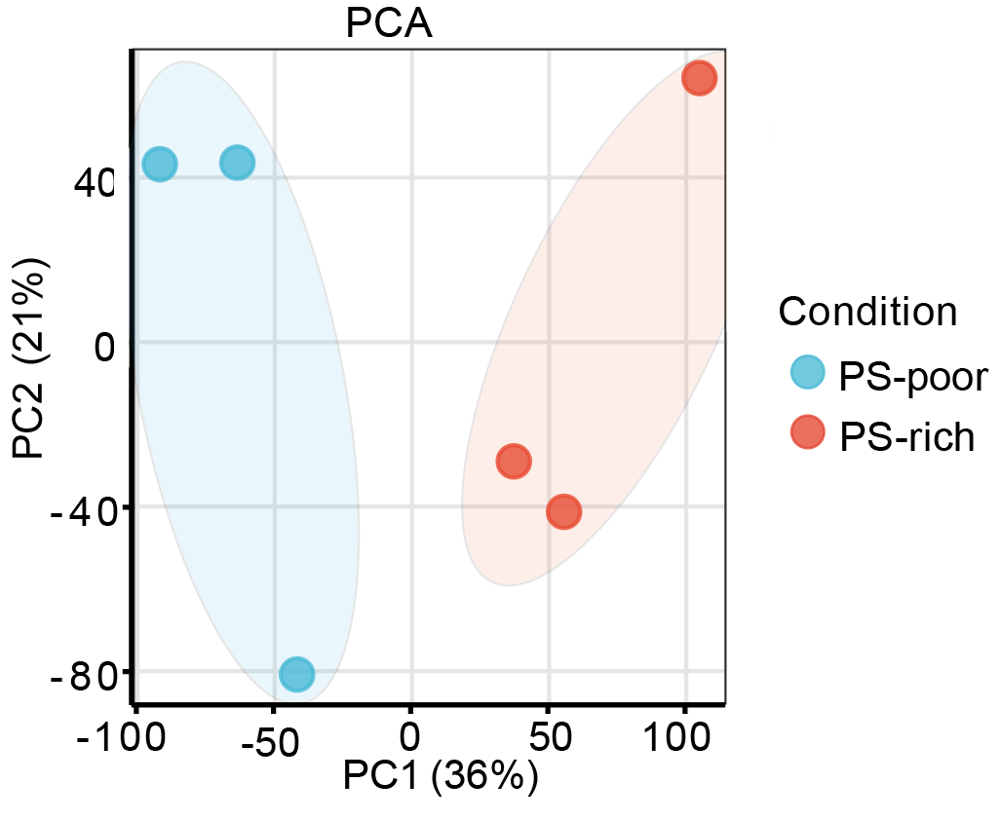 PCA
PC2 (21%)
40
0
-40
-80
-100 -50 0 50 100
PC1 (36%)
Condition
PS-poor
PS-rich